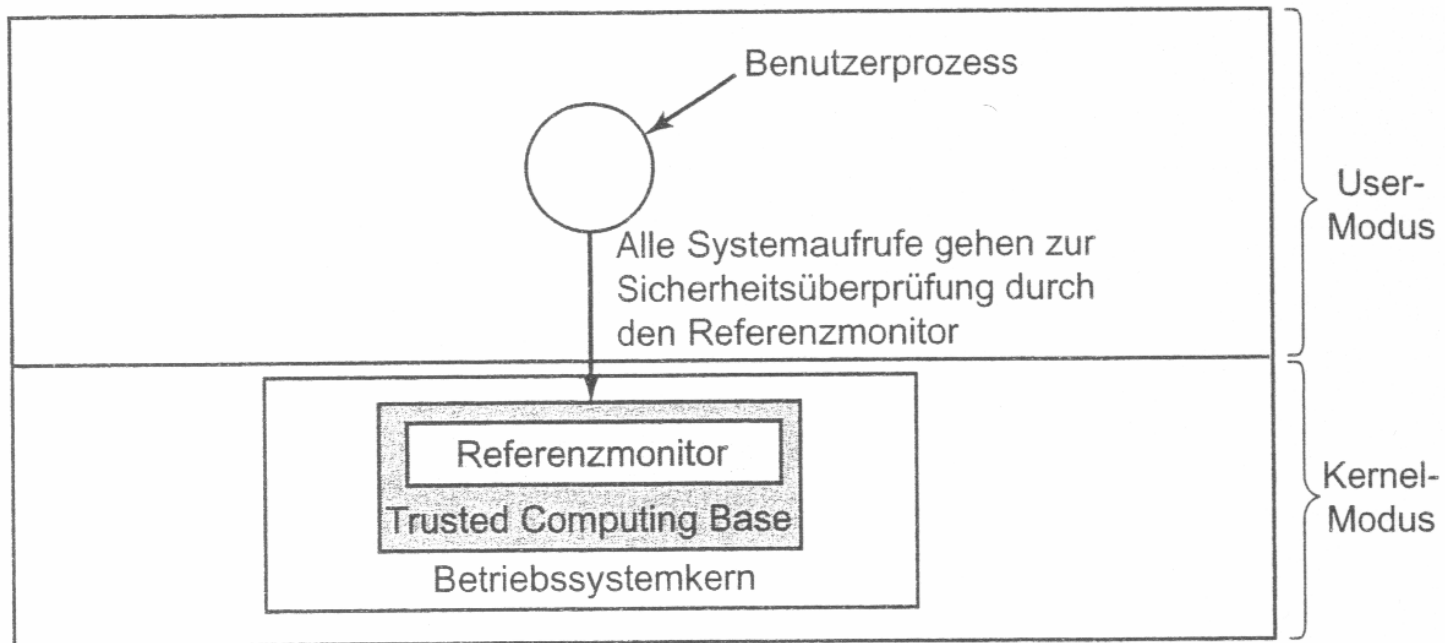 Benutzerprozess
User-
Modus
Alle Systemaufrufe gehen zur
Sicherheitsüberprüfung durch
den Referenzmonitor
Referenzmonitor
Trusted Computing Base
Betriebssystemkern
Kernel-
Modus